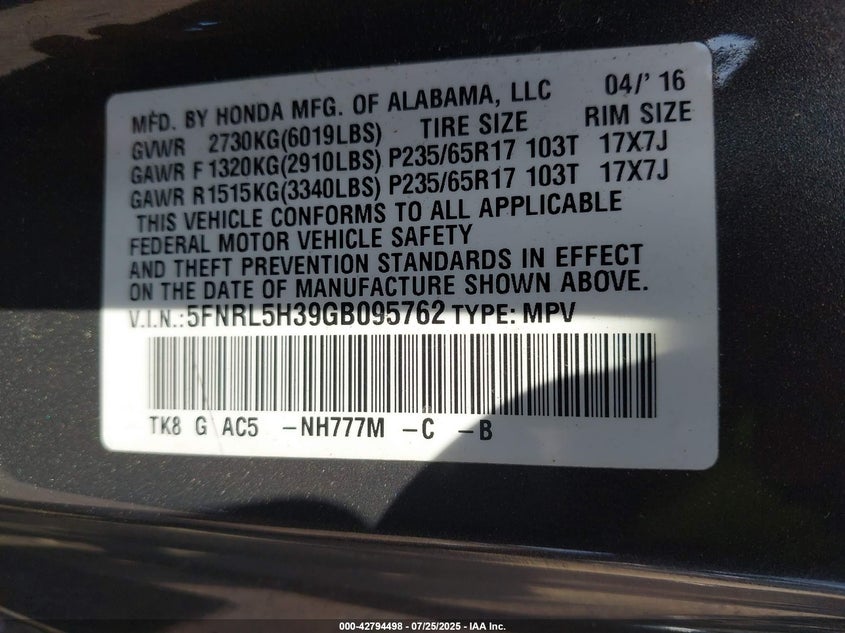 MFD. BY HONDA MFG. OF ALABAMA, LLC 04/' 16
GVWR 2730KG(6019LBS) TIRE SIZE RIM SIZE
GAWR F 1320KG(2910LBS) P235/65R17 103T 17X7J
GAWR R1515KG(3340LBS) P235/65R17 103T 17X7J
THIS VEHICLE CONFORMS TO ALL APPLICABLE
FEDERAL MOTOR VEHICLE SAFETY
AND THEFT PREVENTION STANDARDS IN EFFECT
ON THE DATE OF MANUFACTURE SHOWN ABOVE.
V.I.N.:5FNRL5H39GB095762 TYPE: MPV
TK8 G AC5 -NH777M -C -B
000-42794498 - 07/25/2025 - IAA Inc.